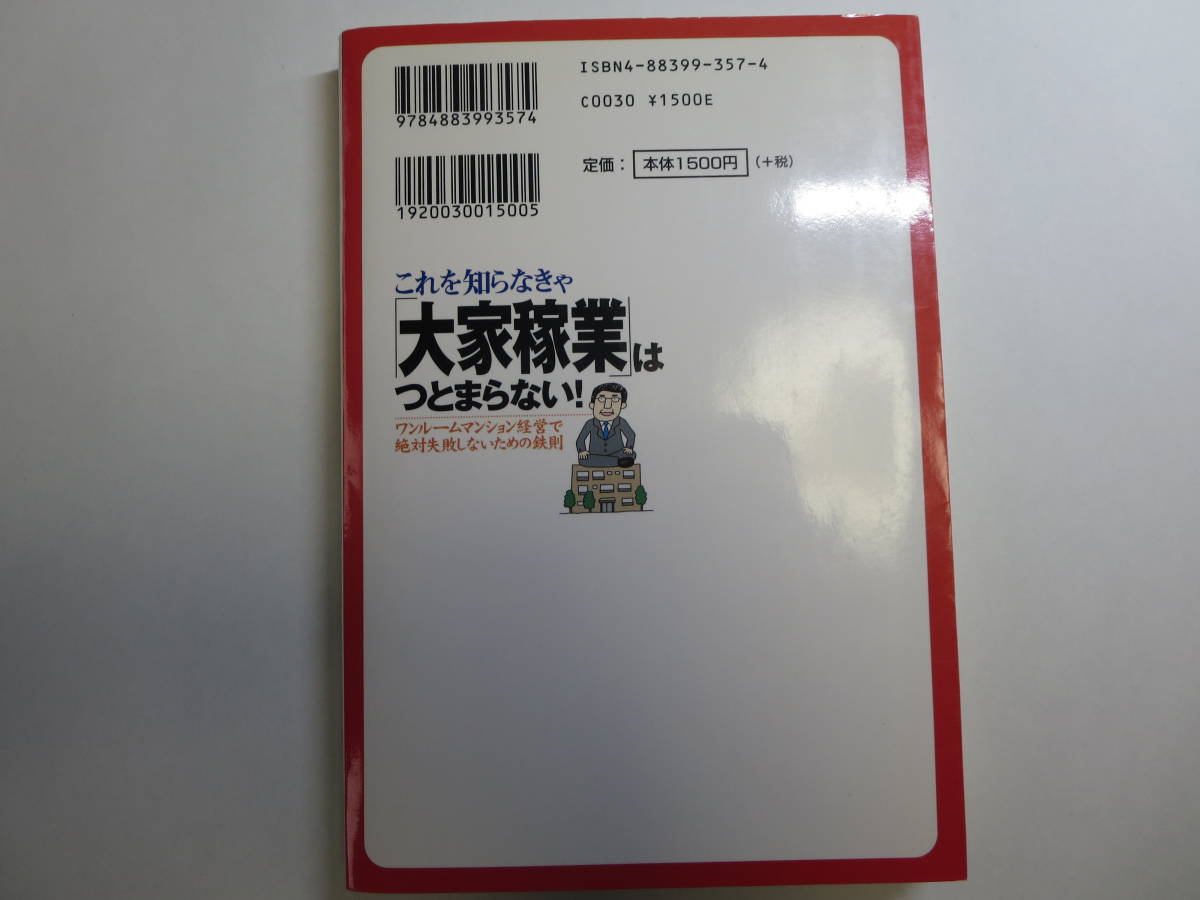 ISBN4-88399-357-4
9784883993574
C0030 ¥1500E
定価：本体1500円（+税）
1920030015005
これを知らなきゃ
「大家稼業」は
つとまらない！
ワンルームマンション経営で
絶対失敗しないための鉄則